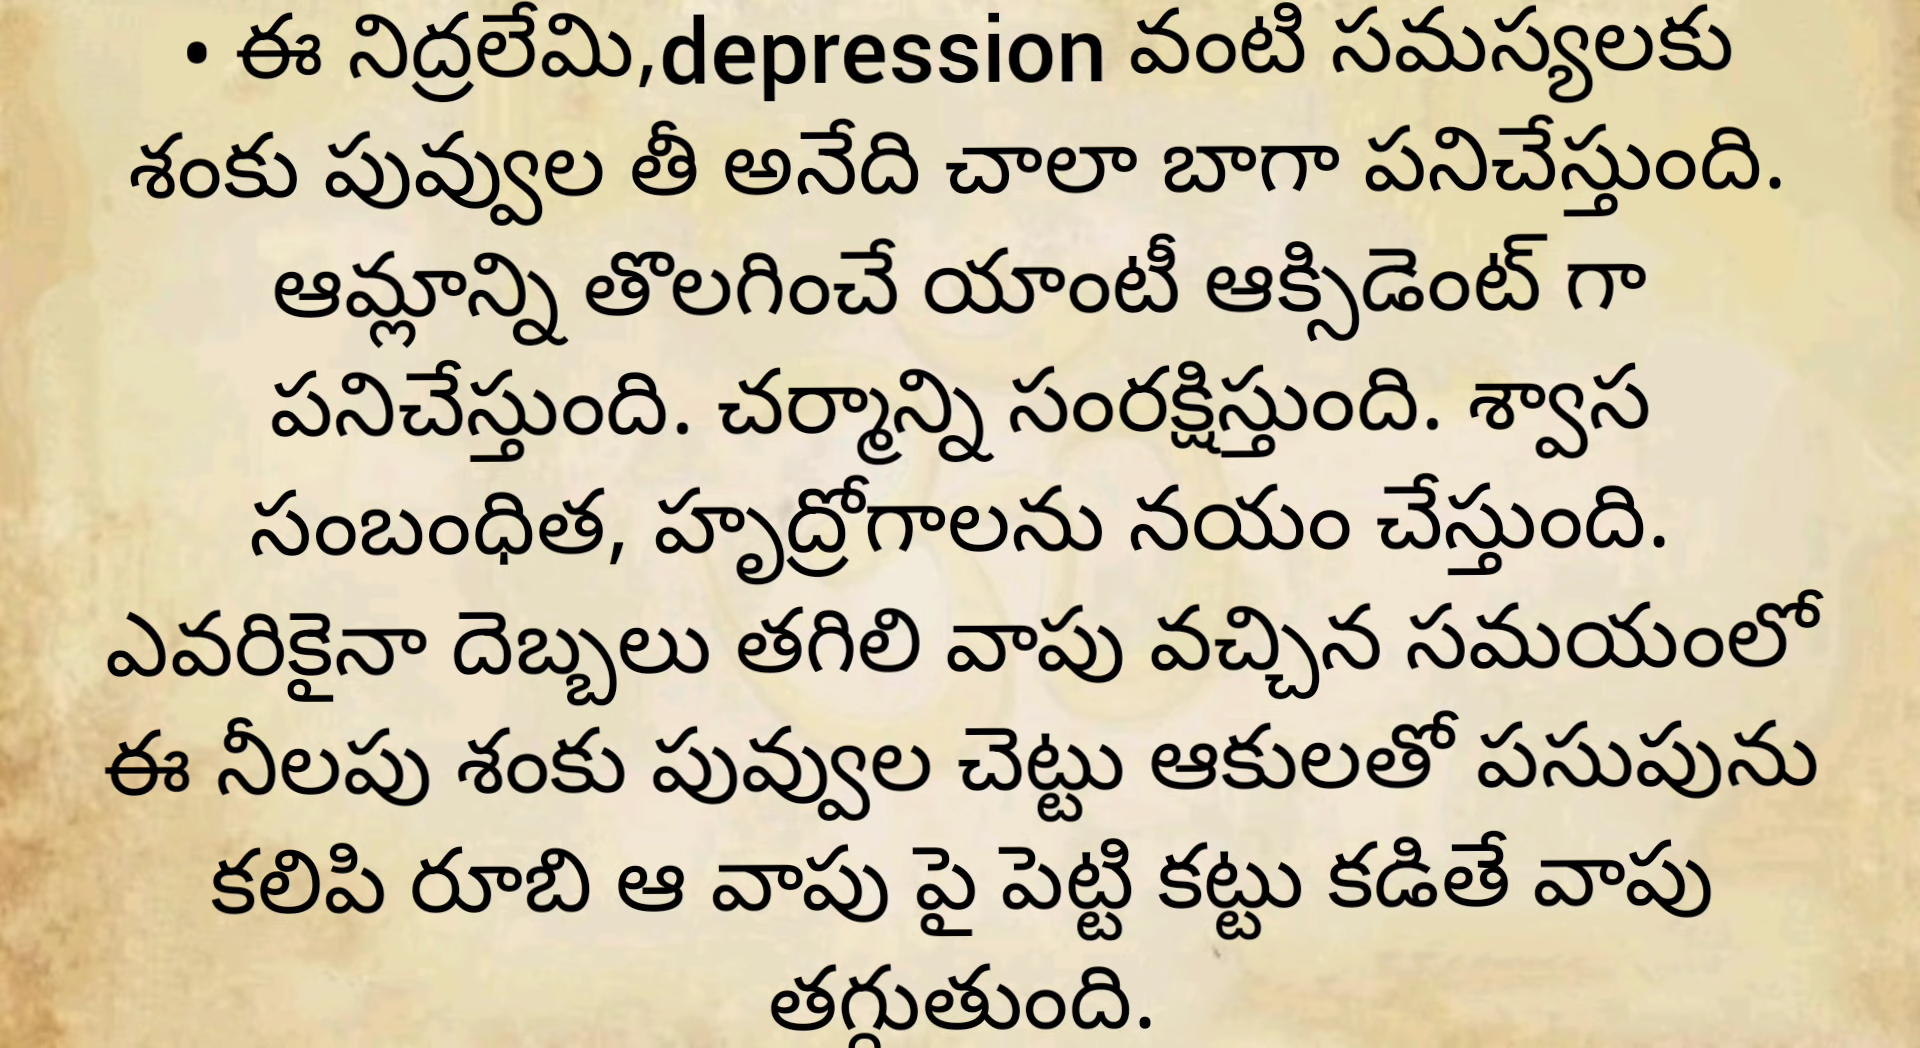 • ఈ నిద్రలేమి,depression వంటి సమస్యలకు
శంకు పువ్వుల తీ అనేది చాలా బాగా పనిచేస్తుంది.
ఆమ్లాన్ని తొలగించే యాంటీ ఆక్సిడెంట్ గా
పనిచేస్తుంది. చర్మాన్ని సంరక్షిస్తుంది. శ్వాస
సంబంధిత, హృద్రోగాలను నయం చేస్తుంది.
ఎవరికైనా దెబ్బలు తగిలి వాపు వచ్చిన సమయంలో
ఈ నీలపు శంకు పువ్వుల చెట్టు ఆకులతో పసుపును
కలిపి రూబి ఆ వాపు పై పెట్టి కట్టు కడితే వాపు
తగ్గుతుంది.